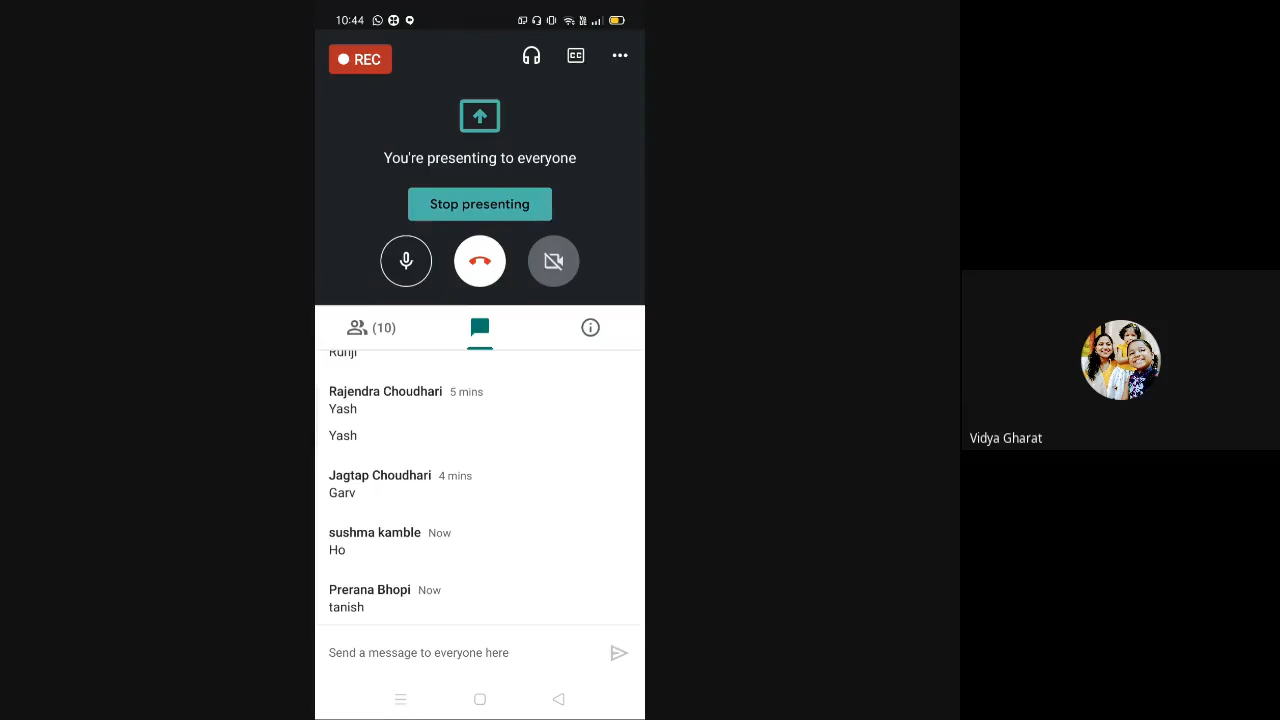 10:44
REC
You're presenting to everyone
Stop presenting
(10)
Runji
Rajendra Choudhari 5 mins
Yash
Yash
Jagtap Choudhari 4 mins
Garv
sushma kamble Now
Ho
Prerana Bhopi Now
tanish
Send a message to everyone here
Vidya Gharat